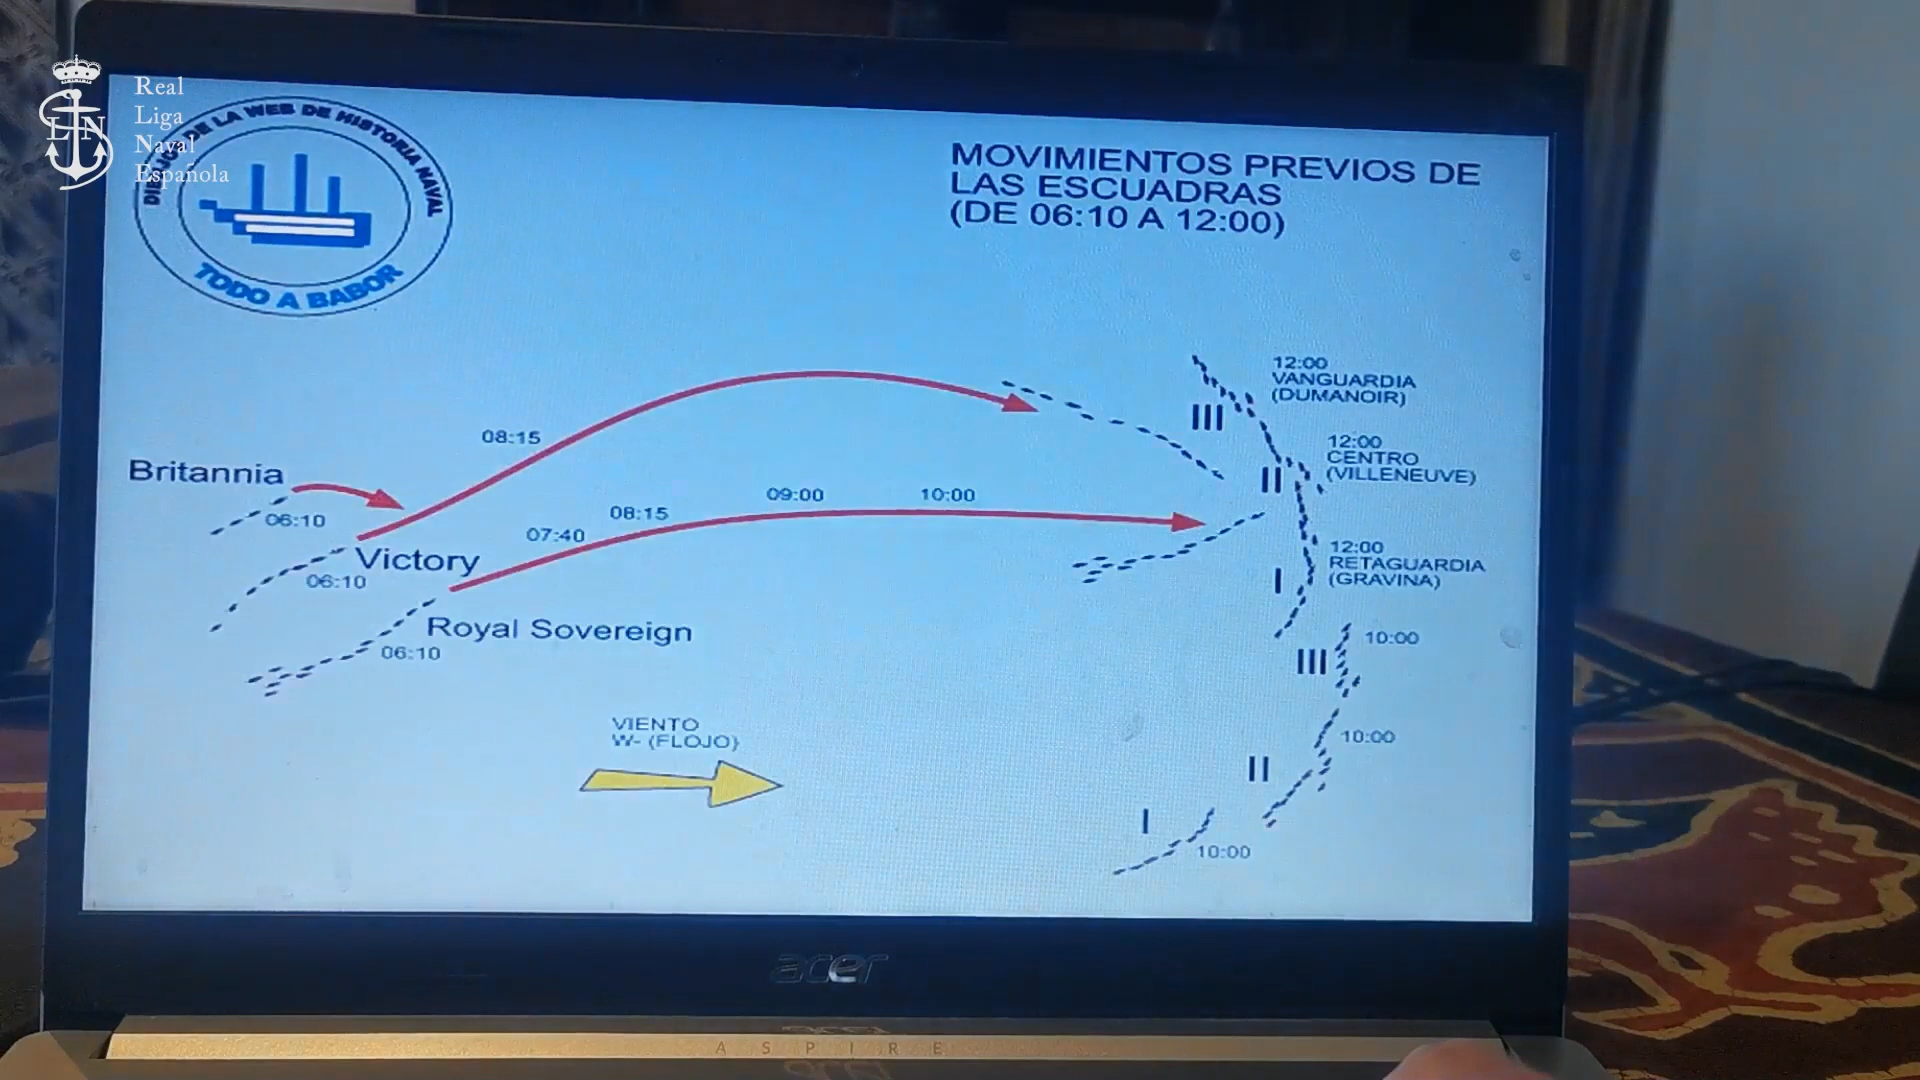 Real
Liga
Naval
Española
DIBUJO DE LA WEB DE HISTORIA NAVAL
TODO A BABOR
MOVIMIENTOS PREVIOS DE
LAS ESCUADRAS
(DE 06:10 A 12:00)
12:00
VANGUARDIA
(DUMANOIR)
III
08:15
12:00
CENTRO
(VILLENEUVE)
II
Britannia
06:10
09:00
10:00
08:15
07:40
Victory
06:10
12:00
RETAGUARDIA
(GRAVINA)
I
Royal Sovereign
06:10
10:00
III
VIENTO
W- (FLOJO)
10:00
II
I
10:00
acer
ASPIRE